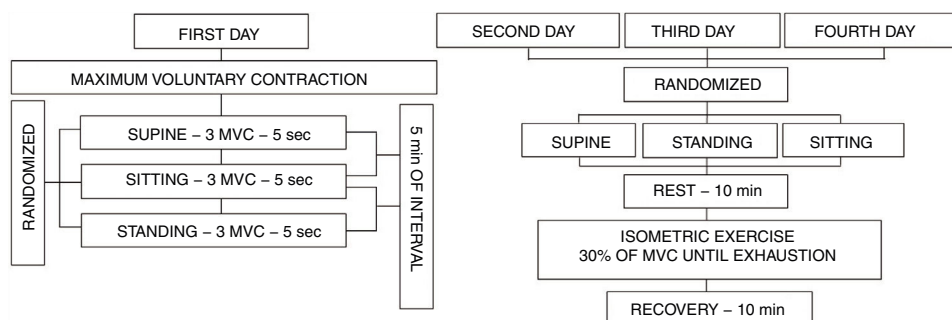 FIRST DAY
MAXIMUM VOLUNTARY CONTRACTION
RANDOMIZED
SUPINE – 3 MVC – 5 sec
SITTING – 3 MVC – 5 sec
STANDING – 3 MVC – 5 sec
5 min OF INTERVAL
SECOND DAY
THIRD DAY
FOURTH DAY
RANDOMIZED
SUPINE
STANDING
SITTING
REST – 10 min
ISOMETRIC EXERCISE
30% OF MVC UNTIL EXHAUSTION
RECOVERY – 10 min